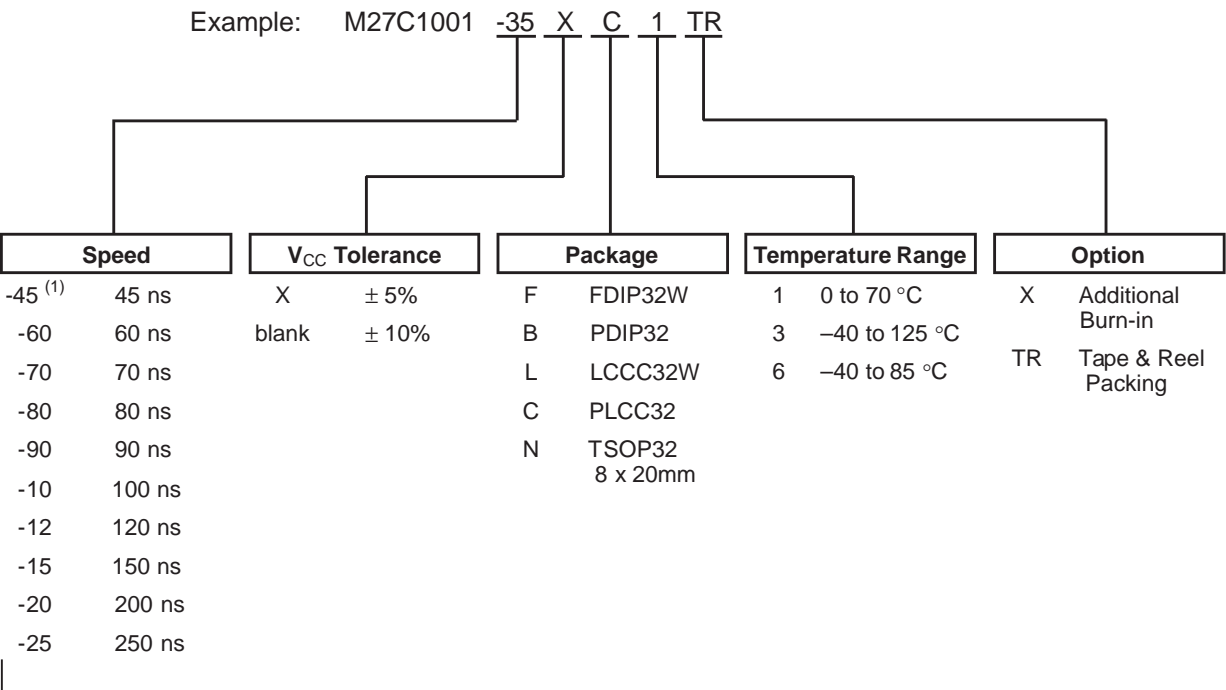 Example: M27C1001 -35 X C 1 TR
Speed
-45 (1) 45 ns
-60 60 ns
-70 70 ns
-80 80 ns
-90 90 ns
-10 100 ns
-12 120 ns
-15 150 ns
-20 200 ns
-25 250 ns
VCC Tolerance
X ± 5%
blank ± 10%
Package
F FDIP32W
B PDIP32
L LCCC32W
C PLCC32
N TSOP32
8 x 20mm
Temperature Range
1 0 to 70 °C
3 –40 to 125 °C
6 –40 to 85 °C
Option
X Additional
Burn-in
TR Tape & Reel
Packing